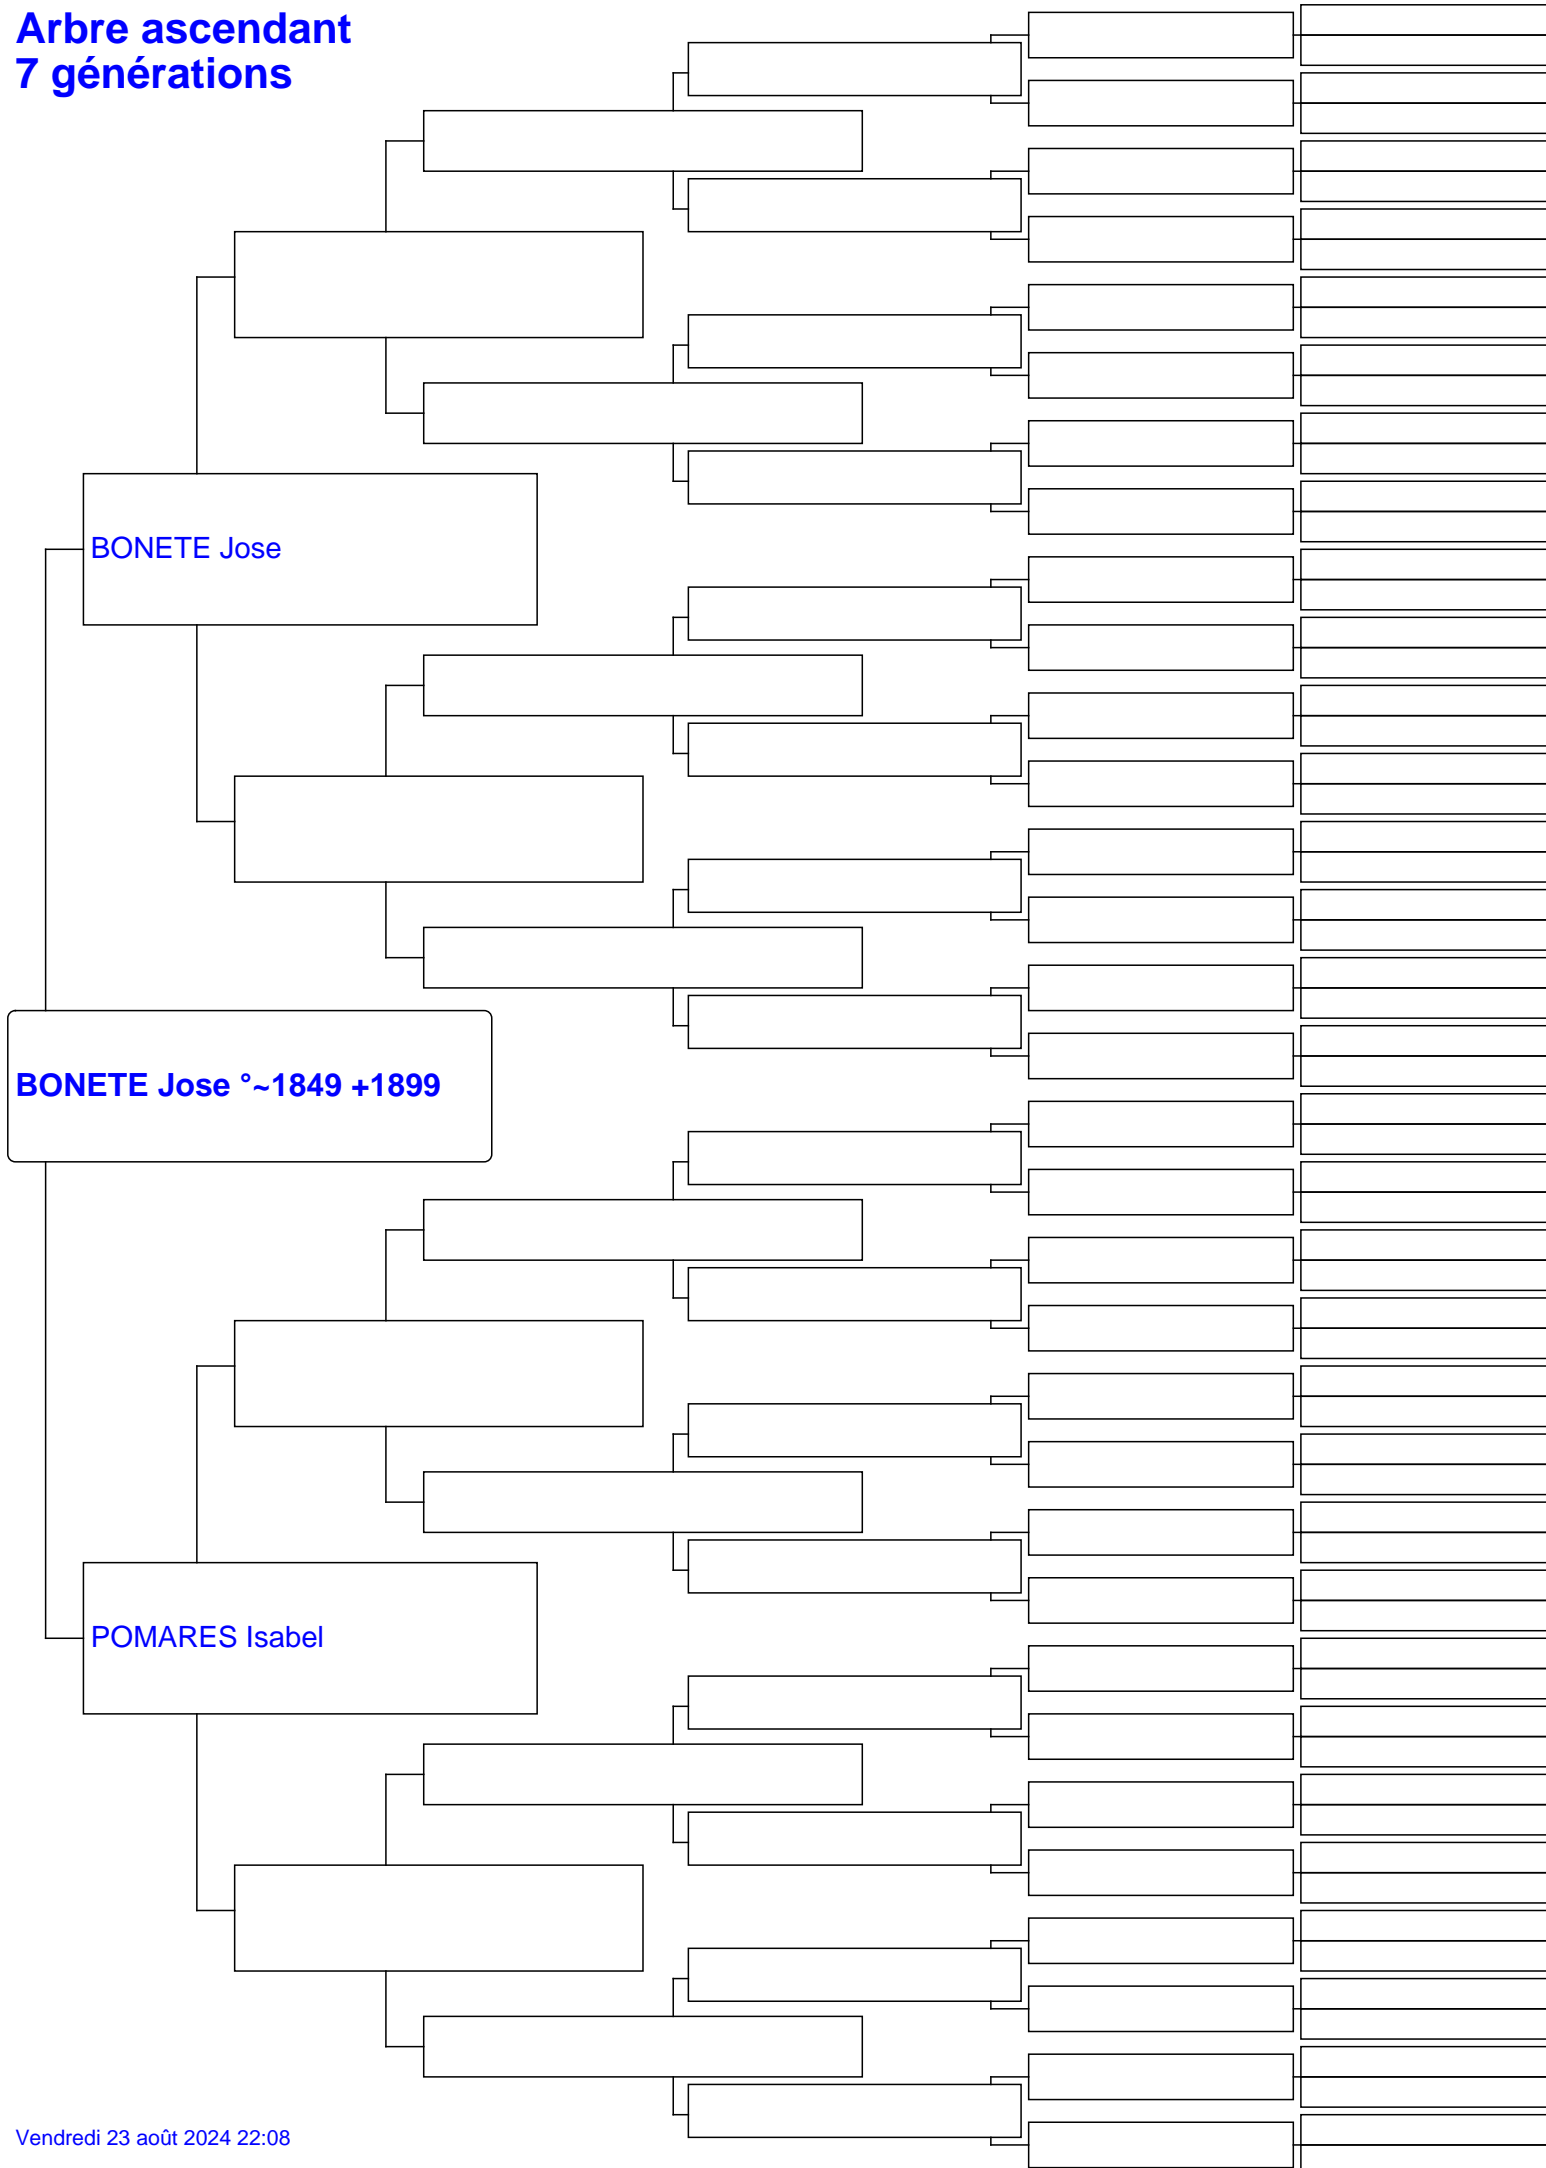 Arbre ascendant
7 générations
BONETE Jose
BONETE Jose °~1849 +1899
POMARES Isabel
Vendredi 23 août 2024 22:08